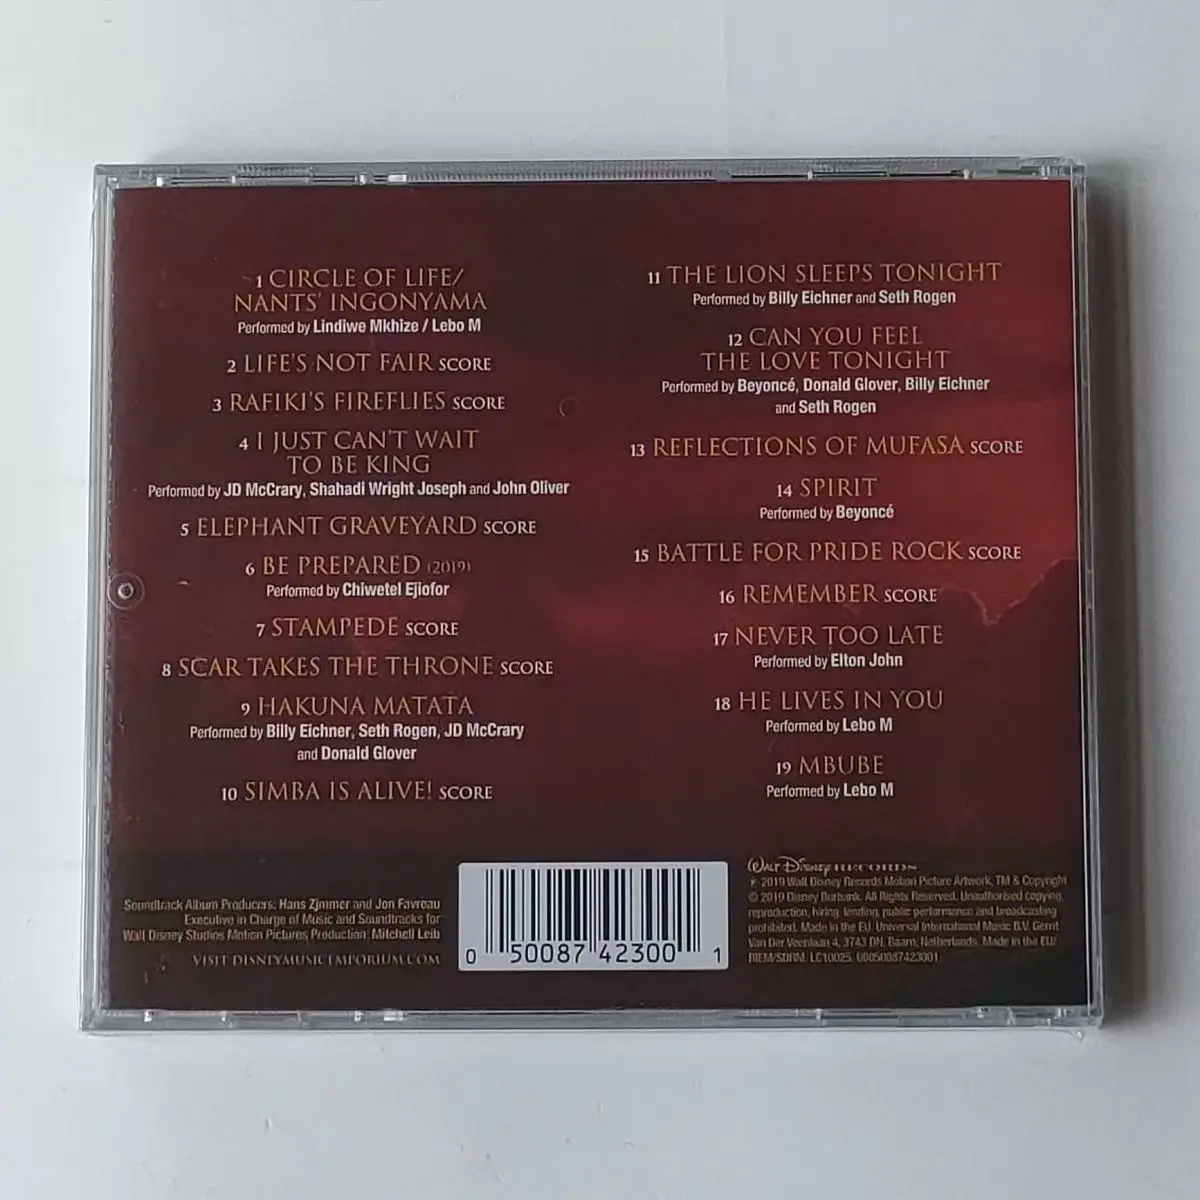 1 CIRCLE OF LIFE/
NANTS' INGONYAMA
Performed by Lindiwe Mkhize / Lebo M
2 LIFE'S NOT FAIR SCORE
3 RAFIKI'S FIREFLIES SCORE
4 I JUST CAN'T WAIT
TO BE KING
Performed by JD McCrary, Shahadi Wright Joseph and John Oliver
5 ELEPHANT GRAVEYARD SCORE
6 BE PREPARED (2019)
Performed by Chiwetel Ejiofor
7 STAMPEDE SCORE
8 SCAR TAKES THE THRONE SCORE
9 HAKUNA MATATA
Performed by Billy Eichner, Seth Rogen, JD McCrary
and Donald Glover
10 SIMBA IS ALIVE! SCORE
11 THE LION SLEEPS TONIGHT
Performed by Billy Eichner and Seth Rogen
12 CAN YOU FEEL
THE LOVE TONIGHT
Performed by Beyoncé, Donald Glover, Billy Eichner
and Seth Rogen
13 REFLECTIONS OF MUFASA SCORE
14 SPIRIT
Performed by Beyoncé
15 BATTLE FOR PRIDE ROCK SCORE
16 REMEMBER SCORE
17 NEVER TOO LATE
Performed by Elton John
18 HE LIVES IN YOU
Performed by Lebo M
19 MBUBE
Performed by Lebo M
Soundtrack Album Producers: Hans Zimmer and Jon Favreau
Executive in Charge of Music and Soundtracks for
Walt Disney Studios Motion Pictures Production: Mitchell Leib
VISIT DISNEYMUSICEMPORIUM.COM
0 50087 42300 1
WALT DISNEY RECORDS
℗ 2019 Walt Disney Records Motion Picture Artwork, TM & Copyright
© 2019 Disney Burbank. All Rights Reserved. Unauthorised copying,
reproduction, hiring, lending, public performance and broadcasting
prohibited. Made in the EU. Universal International Music B.V. Gerrit
Van Der Veenlaan 4, 3743 DN, Baarn, Netherlands. Made in the EU/
BIEM/SDRM. LC10025. 00050087423001